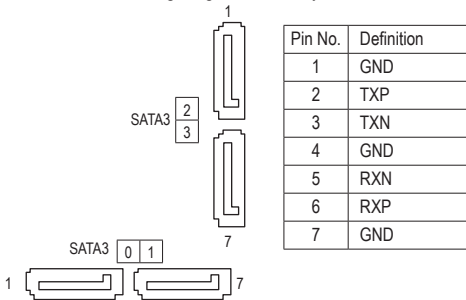 1
SATA3 2
3
7
SATA3 0 1
1 7
Pin No. Definition
1 GND
2 TXP
3 TXN
4 GND
5 RXN
6 RXP
7 GND